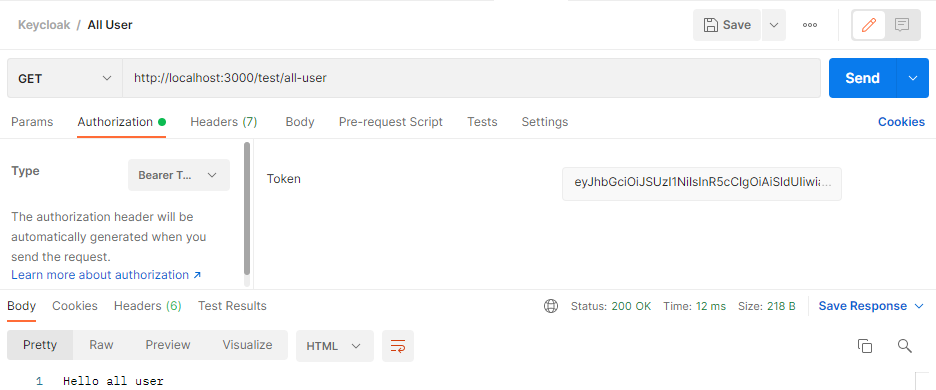 Keycloak / All User
Save
GET
http://localhost:3000/test/all-user
Send
Params
Authorization
Headers (7)
Body
Pre-request Script
Tests
Settings
Cookies
Type
Bearer T...
The authorization header will be
automatically generated when you
send the request.
Learn more about authorization ↗
Token
eyJhbGciOiJSUzI1NiIsInR5cCIgOiAiSldUIiwia...
Body
Cookies
Headers (6)
Test Results
Status: 200 OK
Time: 12 ms
Size: 218 B
Save Response
Pretty
Raw
Preview
Visualize
HTML
1 Hello all user